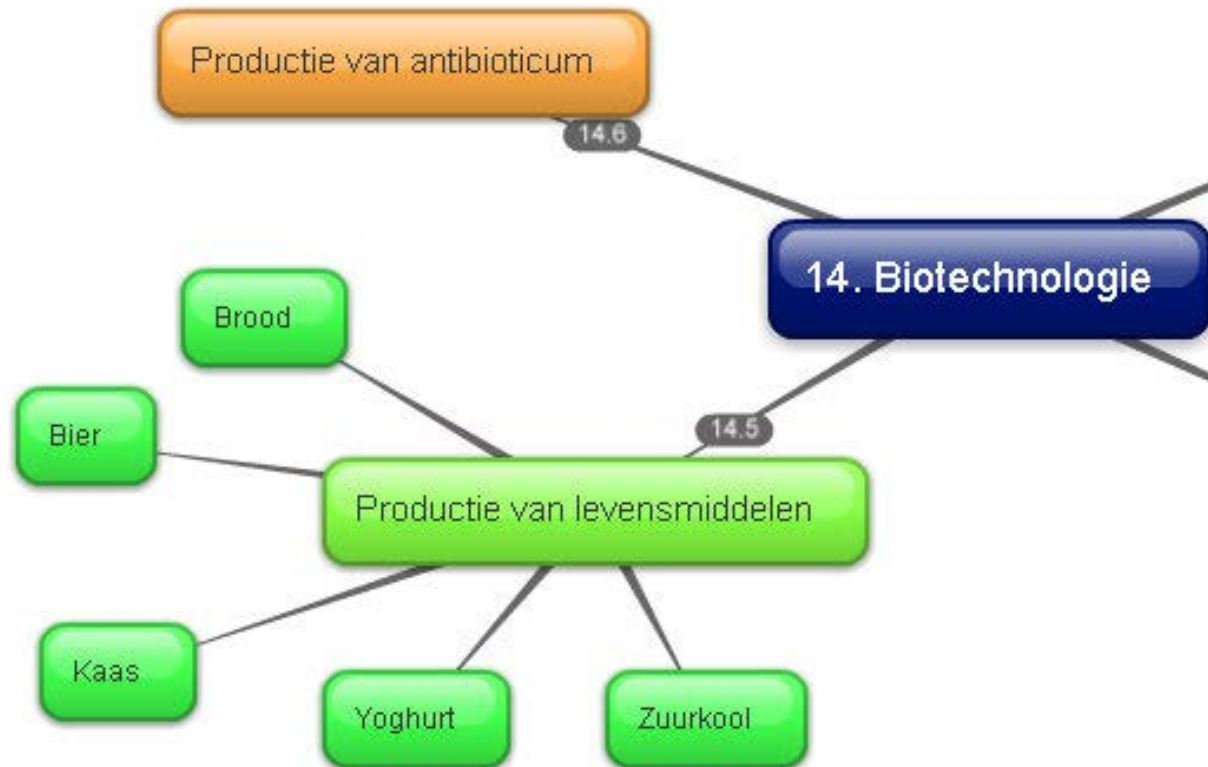 Productie van antibioticum
14.6
14. Biotechnologie
Brood
Bier
14.5
Productie van levensmiddelen
Kaas
Yoghurt
Zuurkool